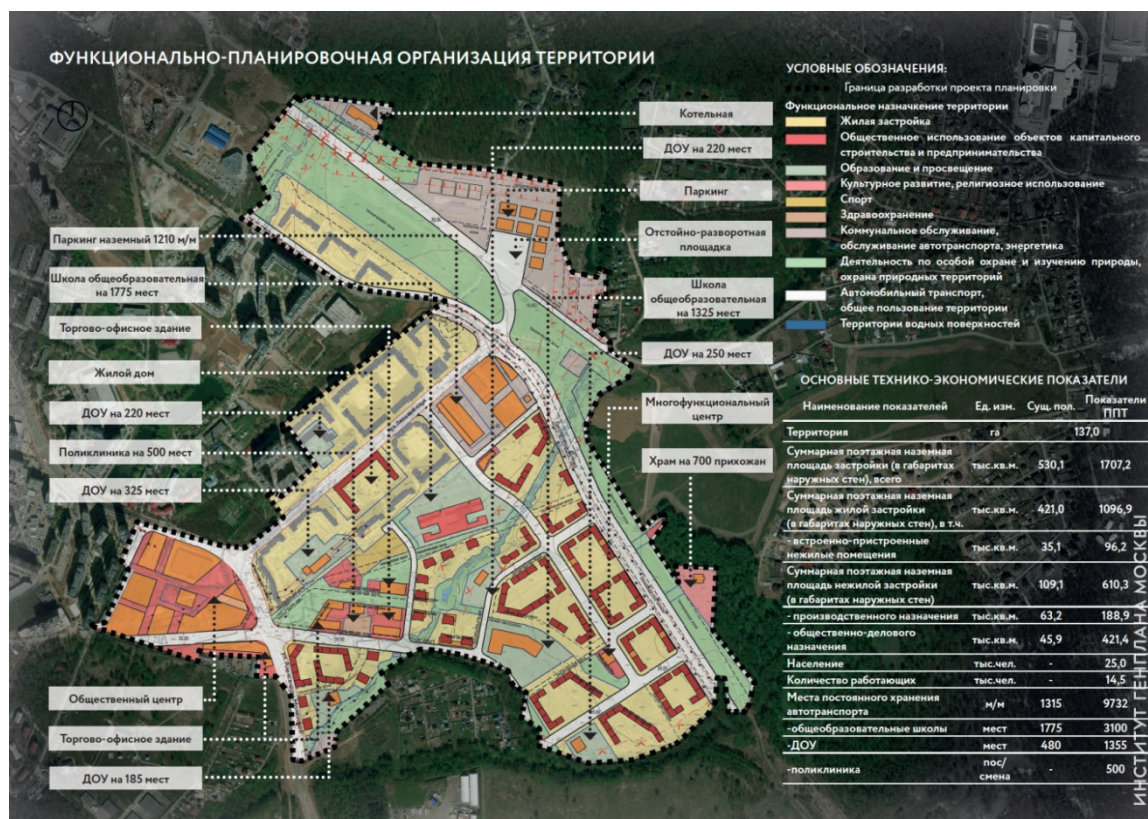 ФУНКЦИОНАЛЬНО-ПЛАНИРОВОЧНАЯ ОРГАНИЗАЦИЯ ТЕРРИТОРИИ
Котельная
ДОУ на 220 мест
Паркинг
Отстойно-разворотная
площадка
Школа
общеобразовательная
на 1325 мест
ДОУ на 250 мест
Многофункциональный
центр
Храм на 700 прихожан
Паркинг наземный 1210 м/м
Школа общеобразовательная
на 1775 мест
Торгово-офисное здание
Жилой дом
ДОУ на 220 мест
Поликлиника на 500 мест
ДОУ на 325 мест
Общественный центр
Торгово-офисное здание
ДОУ на 185 мест
УСЛОВНЫЕ ОБОЗНАЧЕНИЯ:
Граница разработки проекта планировки
Функциональное назначкение территории
Жилая застройка
Общественное использование объектов капитального
строительства и предпринимательства
Образование и просвещение
Культурное развитие, религиозное использование
Спорт
Здравоохранение
Коммунальное обслуживание,
обслуживание автотранспорта, энергетика
Деятельность по особой охране и изучению природы,
охрана природных территорий
Автомобильный транспорт,
общее пользование территории
Территории водных поверхностей
ОСНОВНЫЕ ТЕХНИКО-ЭКОНОМИЧЕСКИЕ ПОКАЗАТЕЛИ
Наименование показателей Ед. изм. Сущ. пол. Показатели ППТ
Территория га 137,0
Суммарная поэтажная наземная
площадь застройки (в габаритах
наружных стен), всего тыс.кв.м. 530,1 1707,2
Суммарная поэтажная наземная
площадь жилой застройки
(в габаритах наружных стен), в т.ч. тыс.кв.м. 421,0 1096,9
- встроенно-пристроенные
нежилые помещения тыс.кв.м. 35,1 96,2
Суммарная поэтажная наземная
площадь нежилой застройки
(в габаритах наружных стен) тыс.кв.м. 109,1 610,3
- производственного назначения тыс.кв.м. 63,2 188,9
- общественно-делового
назначения тыс.кв.м. 45,9 421,4
Население тыс.чел. - 25,0
Количество работающих тыс.чел. - 14,5
Места постоянного хранения
автотранспорта м/м 1315 9732
-общеобразовательные школы мест 1775 3100
-ДОУ мест 480 1355
-поликлиника пос/смена - 500
ИНСТИТУТ ГЕНПЛАНА МОСКВЫ